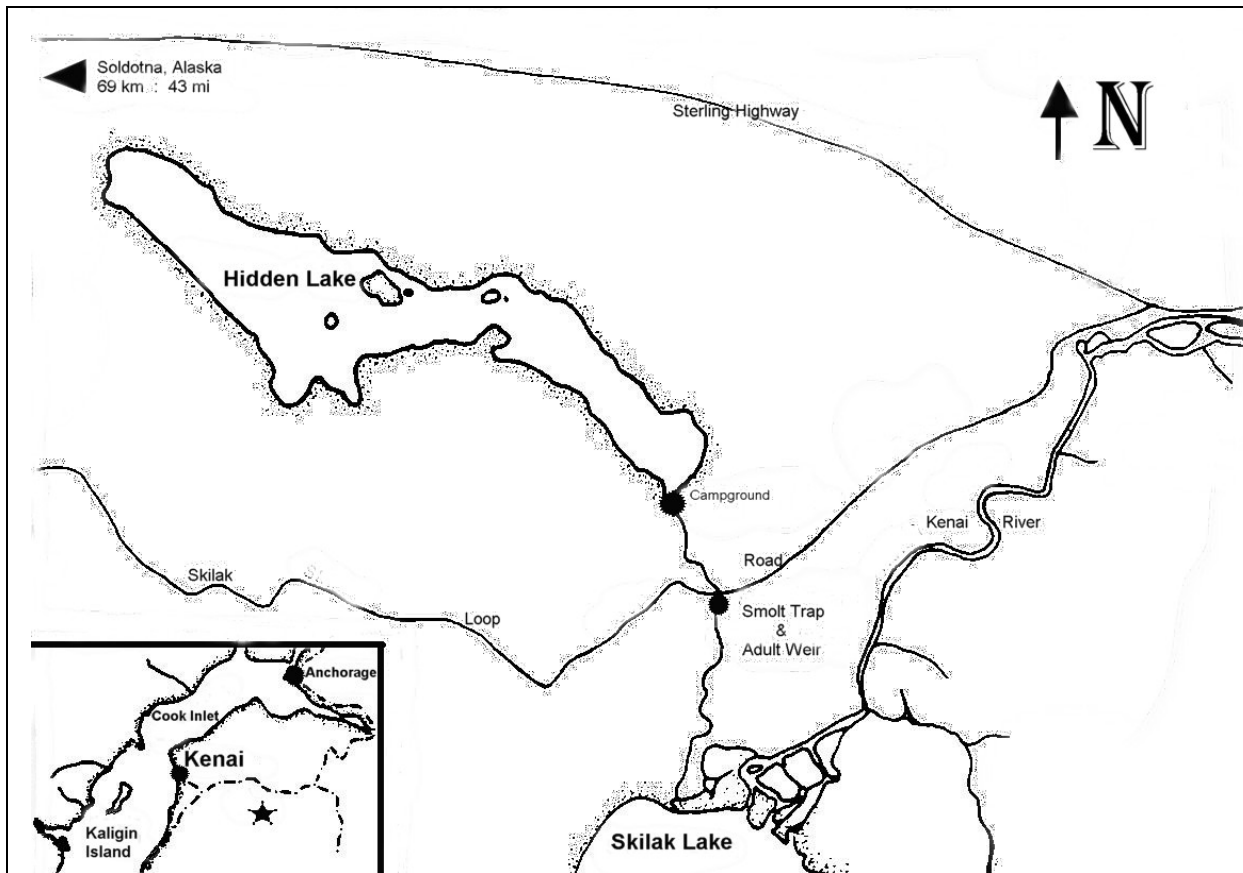 Soldotna, Alaska
69 km : 43 mi
Sterling Highway
N
Hidden Lake
Campground
Kenai River
Road
Skilak
Loop
Smolt Trap
&
Adult Weir
Anchorage
Cook Inlet
Kenai
Kaligin
Island
Skilak Lake